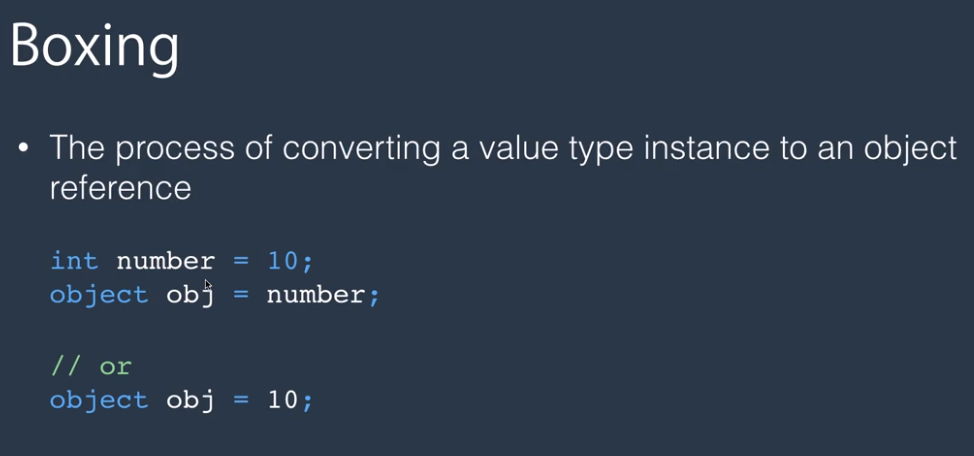 Boxing
• The process of converting a value type instance to an object
reference
int number = 10;
object obj = number;
// or
object obj = 10;